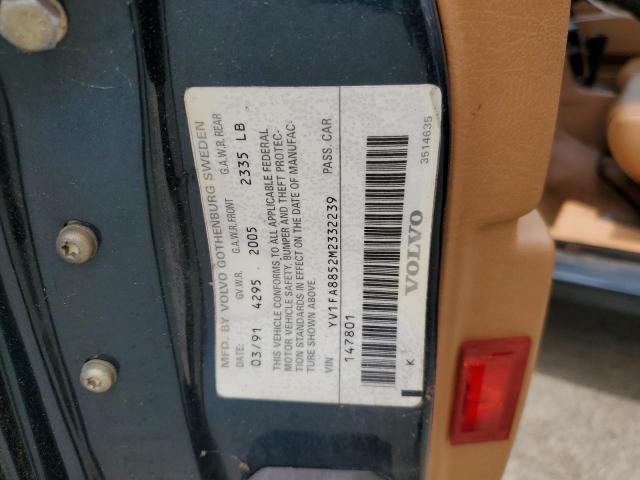 MFD. BY VOLVO GOTHENBURG SWEDEN
DATE: G.V.W.R. G.A.W.R. FRONT G.A.W.R. REAR
03/91 4295 2005 2335 LB
THIS VEHICLE CONFORMS TO ALL APPLICABLE FEDERAL
MOTOR VEHICLE SAFETY, BUMPER AND THEFT PROTEC-
TION STANDARDS IN EFFECT ON THE DATE OF MANUFAC-
TURE SHOWN ABOVE.
VIN YV1FA8852M2332239 PASS. CAR
147801
K VOLVO 3514635